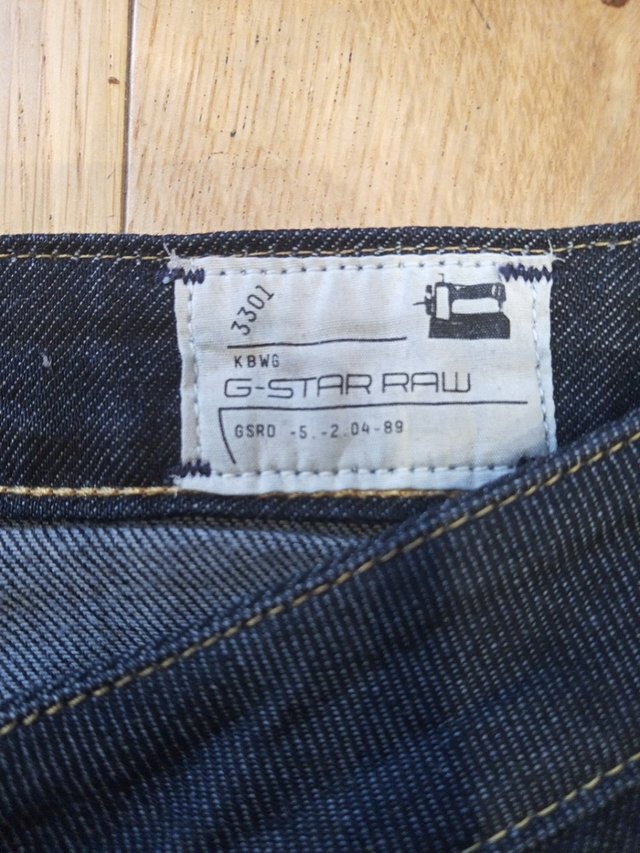 3301
KBWG
G-STAR RAW
GSRD -5.-2.04-89